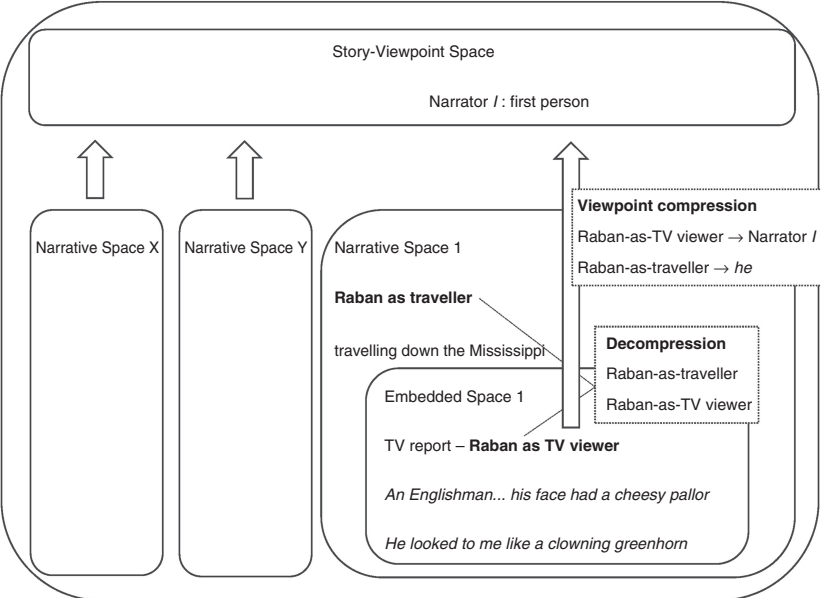 Story-Viewpoint Space
Narrator I : first person
Viewpoint compression
Raban-as-TV viewer → Narrator I
Raban-as-traveller → he
Narrative Space X
Narrative Space Y
Narrative Space 1
Raban as traveller
travelling down the Mississippi
Decompression
Raban-as-traveller
Raban-as-TV viewer
Embedded Space 1
TV report – Raban as TV viewer
An Englishman... his face had a cheesy pallor
He looked to me like a clowning greenhorn